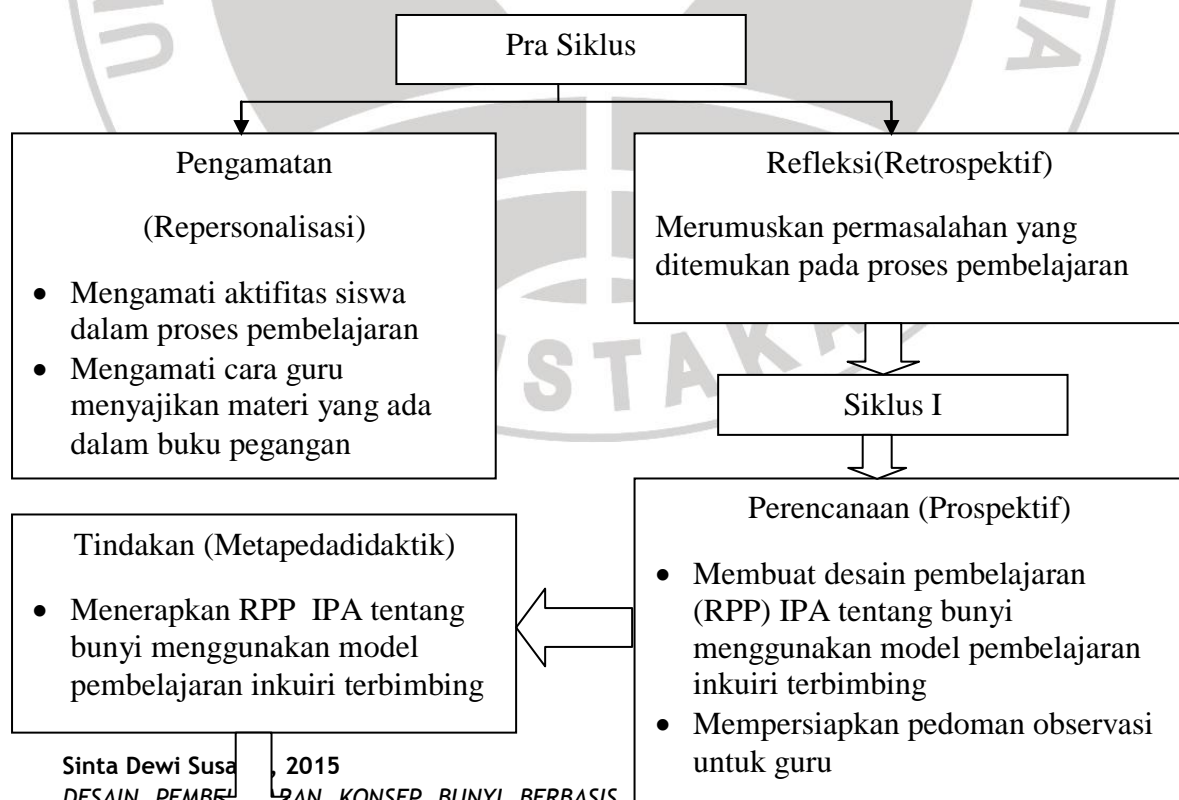 Pra Siklus
Pengamatan
(Repersonalisasi)
• Mengamati aktifitas siswa
dalam proses pembelajaran
• Mengamati cara guru
menyajikan materi yang ada
dalam buku pegangan
Refleksi(Retrospektif)
Merumuskan permasalahan yang
ditemukan pada proses pembelajaran
Siklus I
Perencanaan (Prospektif)
• Membuat desain pembelajaran
(RPP) IPA tentang bunyi
menggunakan model pembelajaran
inkuiri terbimbing
• Mempersiapkan pedoman observasi
untuk guru
Tindakan (Metapedadidaktik)
• Menerapkan RPP IPA tentang
bunyi menggunakan model
pembelajaran inkuiri terbimbing
Sinta Dewi , 2015
DESAIN KONSEP BUNYI BERBASIS